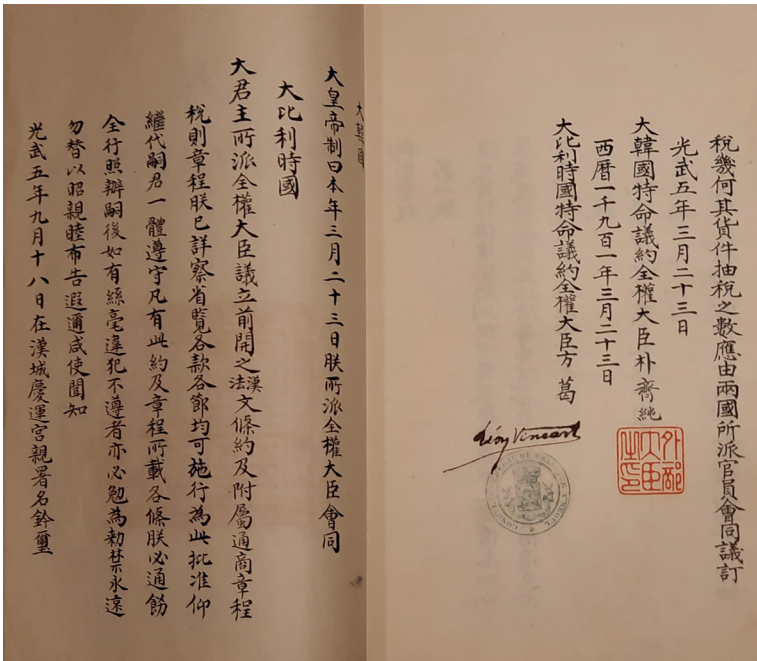 稅幾何其貨件抽稅之數應由兩國所派官員會同議訂
光武五年三月二十三日
大韓國特命議約全權大臣朴齊純
西曆一千九百一年三月二十三日
大比利時國特命議約全權大臣方葛
Léon Vincart
外部大臣之印
大韓國
大皇帝制曰本年三月二十三日朕所派全權大臣會同
大比利時國
大君主所派全權大臣議立前開之漢法文條約及附屬通商章程
稅則章程朕已詳察省覽各款各節均可施行為此批准仰
繼代嗣君一體遵守凡有此約及章程所載各條朕必通飭
全行照辦嗣後如有絲毫違犯不遵者亦必勉為勅禁永遠
勿替以昭親睦布告遐邇咸使聞知
光武五年九月十八日在漢城慶運宮親署名鈐璽